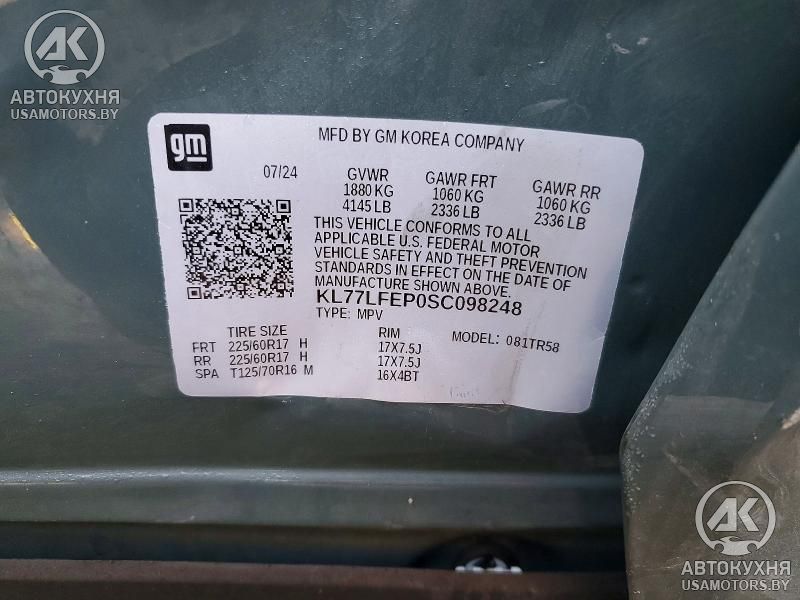 AK
АВТОКУХНЯ
USAMOTORS.BY
gm
MFD BY GM KOREA COMPANY
07/24
GVWR GAWR FRT GAWR RR
1880 KG 1060 KG 1060 KG
4145 LB 2336 LB 2336 LB
THIS VEHICLE CONFORMS TO ALL
APPLICABLE U.S. FEDERAL MOTOR
VEHICLE SAFETY AND THEFT PREVENTION
STANDARDS IN EFFECT ON THE DATE OF
MANUFACTURE SHOWN ABOVE.
KL77LFEP0SC098248
TYPE: MPV
TIRE SIZE RIM MODEL: 081TR58
FRT 225/60R17 H 17X7.5J
RR 225/60R17 H 17X7.5J
SPA T125/70R16 M 16X4BT
AK
АВТОКУХНЯ
USAMOTORS.BY